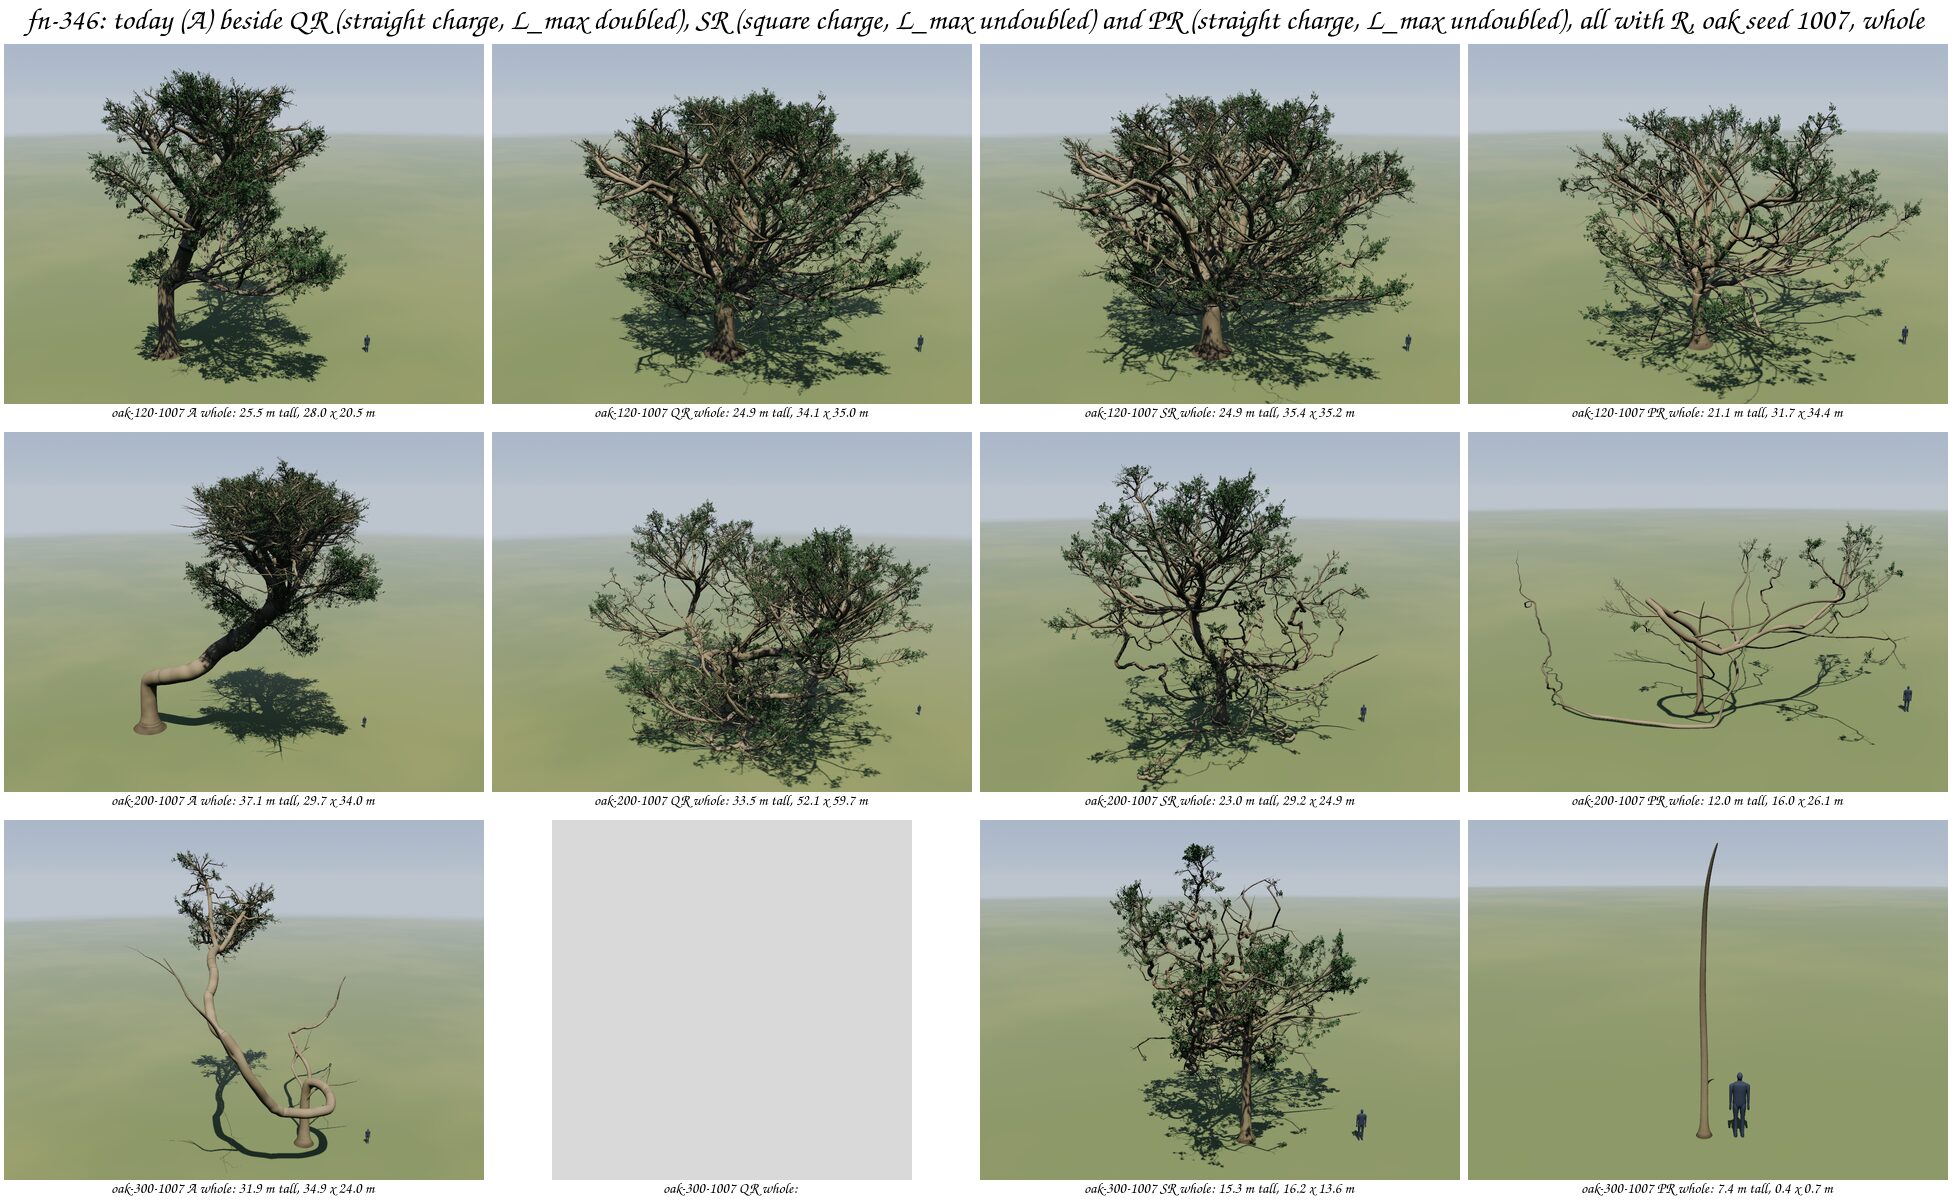 fn-346: today (A) beside QR (straight charge, L_max doubled), SR (square charge, L_max undoubled) and PR (straight charge, L_max undoubled), all with R, oak seed 1007, whole
oak-120-1007 A whole: 25.5 m tall, 28.0 x 20.5 m
oak-120-1007 QR whole: 24.9 m tall, 34.1 x 35.0 m
oak-120-1007 SR whole: 24.9 m tall, 35.4 x 35.2 m
oak-120-1007 PR whole: 21.1 m tall, 31.7 x 34.4 m
oak-200-1007 A whole: 37.1 m tall, 29.7 x 34.0 m
oak-200-1007 QR whole: 33.5 m tall, 52.1 x 59.7 m
oak-200-1007 SR whole: 23.0 m tall, 29.2 x 24.9 m
oak-200-1007 PR whole: 12.0 m tall, 16.0 x 26.1 m
oak-300-1007 A whole: 31.9 m tall, 34.9 x 24.0 m
oak-300-1007 QR whole:
oak-300-1007 SR whole: 15.3 m tall, 16.2 x 13.6 m
oak-300-1007 PR whole: 7.4 m tall, 0.4 x 0.7 m